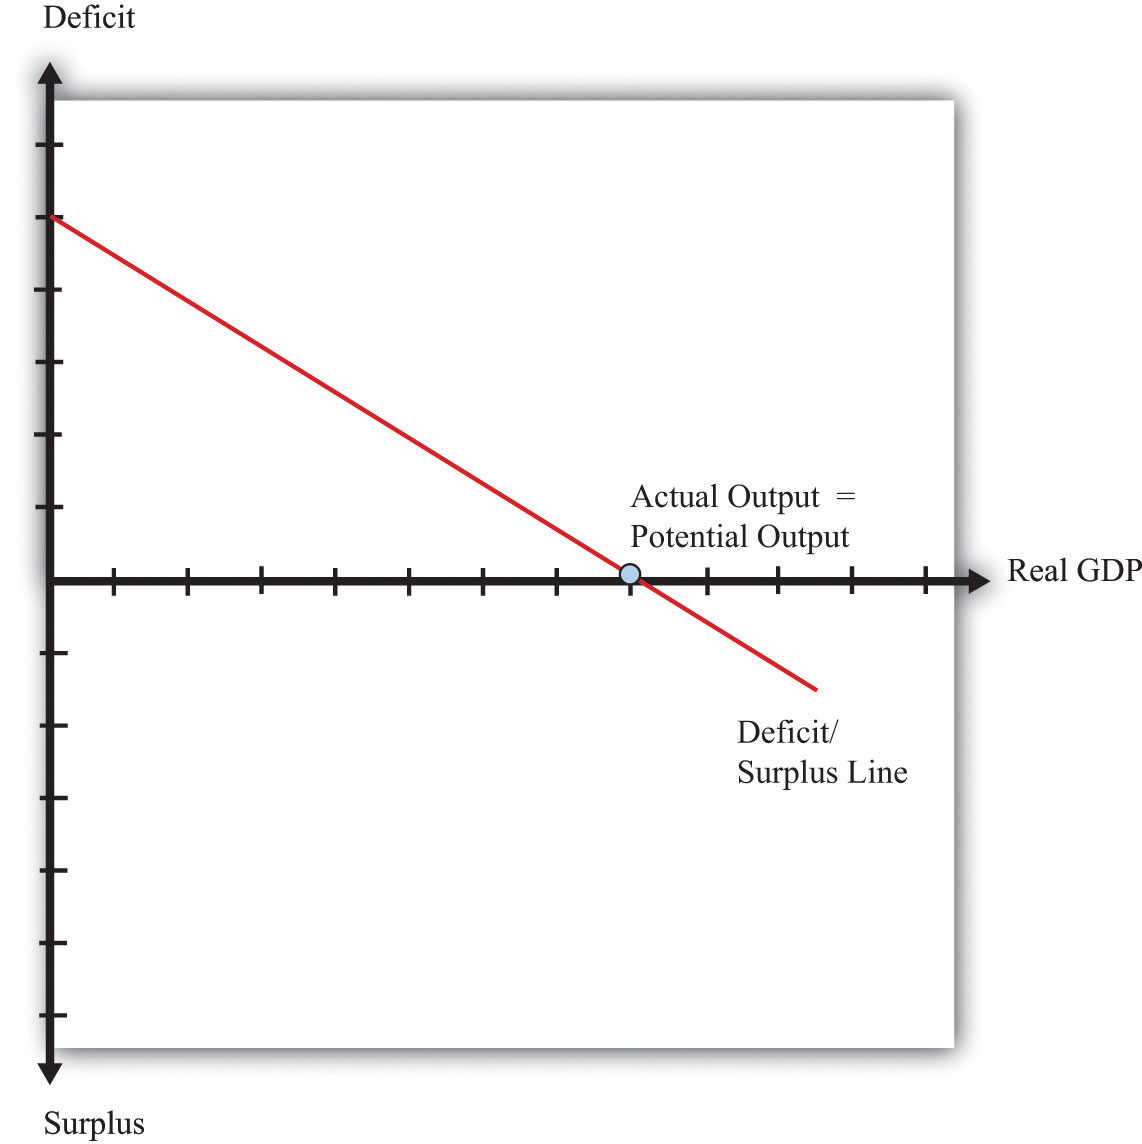 Deficit
Actual Output =
Potential Output
Real GDP
Deficit/
Surplus Line
Surplus